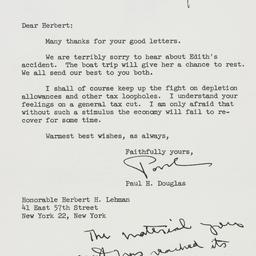 Dear Herbert:
Many thanks for your good letters.
We are terribly sorry to hear about Edith's
accident. The boat trip will give her a chance to rest.
We all send our best to you both.
I shall of course keep up the fight on depletion
allowances and other tax loopholes. I understand your
feelings on a general tax cut. I am only afraid that
without such a stimulus the economy will fail to re-
cover for some time.
Warmest best wishes, as always,
Faithfully yours,
Paul
Paul H. Douglas
Honorable Herbert H. Lehman
41 East 57th Street
New York 22, New York
The material you
has reached its